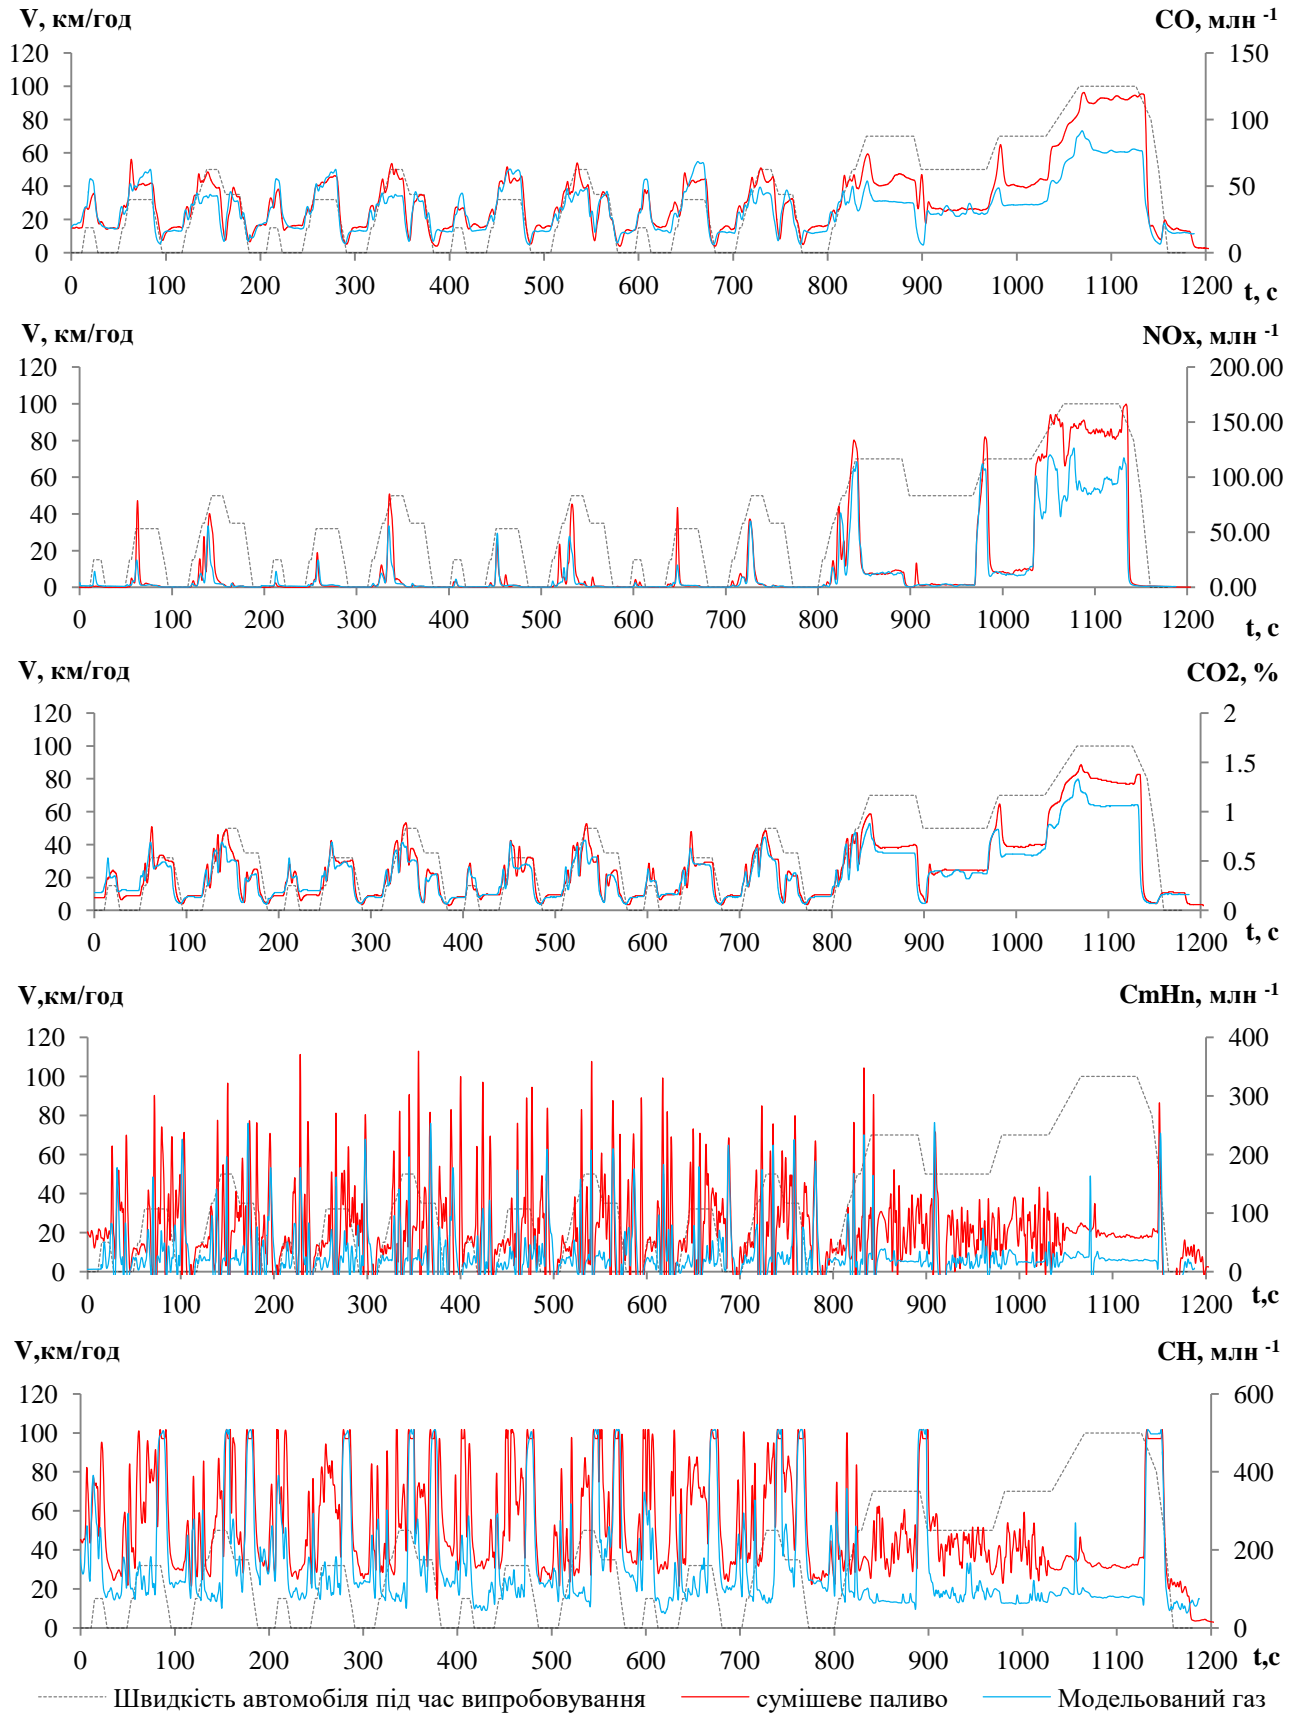 V, км/год CO, млн -1
120 150
100
80 100
60
40 50
20
0 0
0 100 200 300 400 500 600 700 800 900 1000 1100 1200 t, c
V, км/год NOx, млн -1
120 200.00
100
80 150.00
60 100.00
40
20 50.00
0 0.00
0 100 200 300 400 500 600 700 800 900 1000 1100 1200
t, c
V, км/год CO2, %
120 2
100
80 1.5
60 1
40
20 0.5
0 0
0 100 200 300 400 500 600 700 800 900 1000 1100 1200 t, c
V,км/год CmHn, млн -1
120 400
100
80 300
60 200
40
20 100
0 0
0 100 200 300 400 500 600 700 800 900 1000 1100 1200 t,c
V,км/год CH, млн -1
120 600
100
80 400
60
40 200
20
0 0
0 100 200 300 400 500 600 700 800 900 1000 1100 1200 t,c
Швидкість автомобіля під час випробовування сумішеве паливо Модельований газ